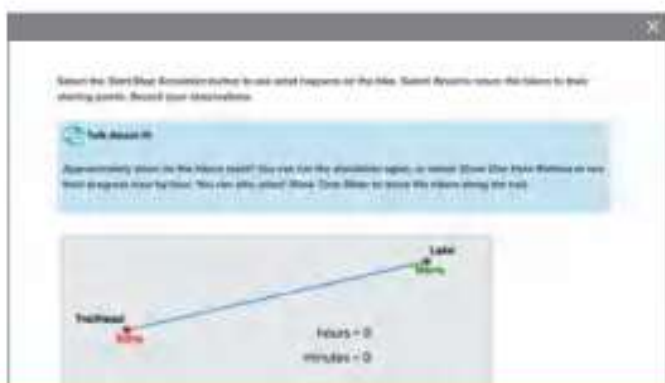 Select the Start/Stop Simulation button to see what happens on the hike. Select Reset to return the hikers to their
starting points. Record your observations.
Talk About It
Approximately when do the hikers meet? You can run the simulation again, or select Show One Hour Motion to see
their progress hour by hour. You can also select Show Time Slider to move the hikers along the trail.
Lake
Trailhead
hours = 0
minutes = 0